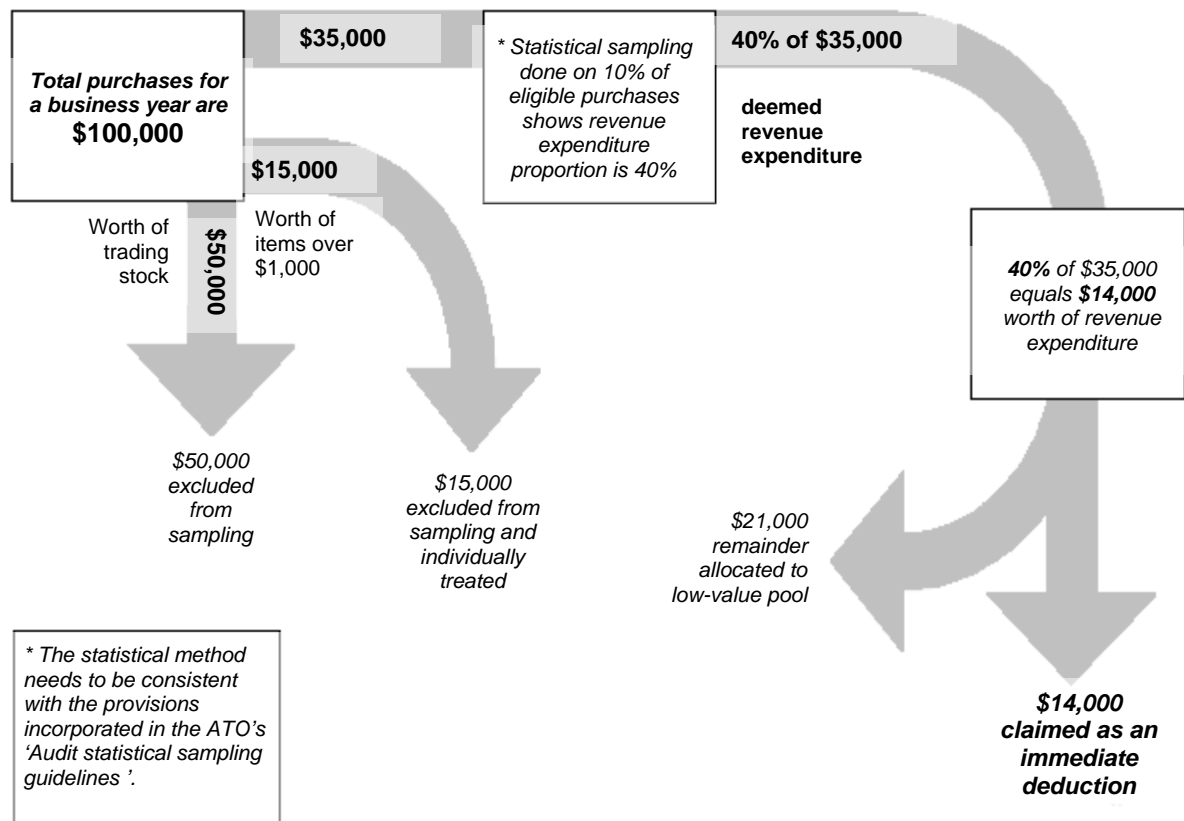 Total purchases for
a business year are
$100,000
$35,000
* Statistical sampling
done on 10% of
eligible purchases
shows revenue
expenditure
proportion is 40%
40% of $35,000
deemed
revenue
expenditure
$15,000
Worth of
items over
$1,000
Worth of
trading
stock
$50,000
40% of $35,000
equals $14,000
worth of revenue
expenditure
$50,000
excluded
from
sampling
$15,000
excluded from
sampling and
individually
treated
$21,000
remainder
allocated to
low-value pool
$14,000
claimed as an
immediate
deduction
* The statistical method
needs to be consistent
with the provisions
incorporated in the ATO’s
‘Audit statistical sampling
guidelines ’.